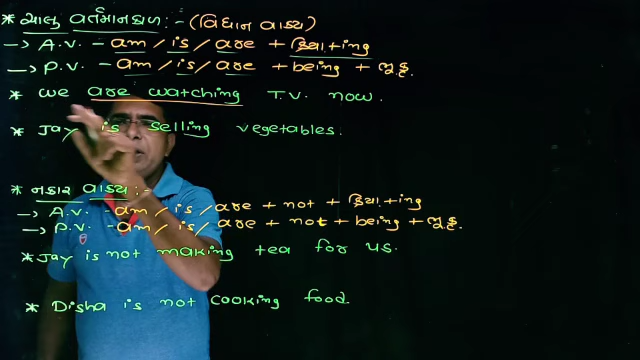 * ચાલુ વર્તમાનકાળ :- (વિધાન વાક્ય)
→ A.V. - am / is / are + ક્રિયા + ing
→ P.V. - am / is / are + being + ભૂ.કૃ.
* We are watching T.V. now.
* Jay is selling vegetables.
* નકાર વાક્ય :-
→ A.V. - am / is / are + not + ક્રિયા + ing
→ P.V. - am / is / are + not + being + ભૂ.કૃ.
* Jay is not making tea for us.
* Disha is not cooking food.